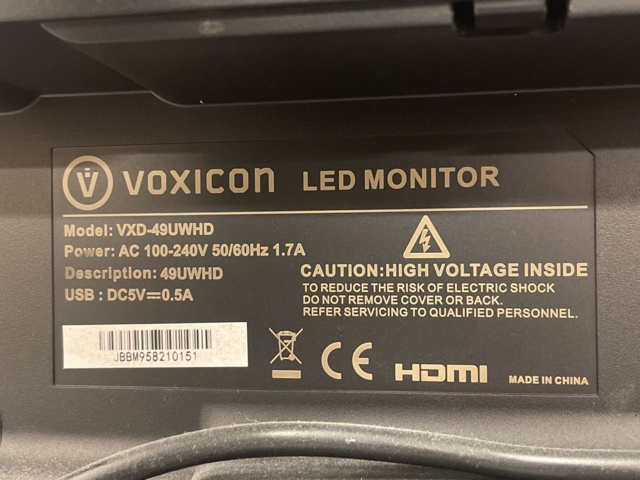 VOXICON LED MONITOR
Model: VXD-49UWHD
Power: AC 100-240V 50/60Hz 1.7A
Description: 49UWHD
USB : DC5V⎓0.5A
CAUTION:HIGH VOLTAGE INSIDE
TO REDUCE THE RISK OF ELECTRIC SHOCK
DO NOT REMOVE COVER OR BACK.
REFER SERVICING TO QUALIFIED PERSONNEL.
JBBM958210151
CE HDMI MADE IN CHINA